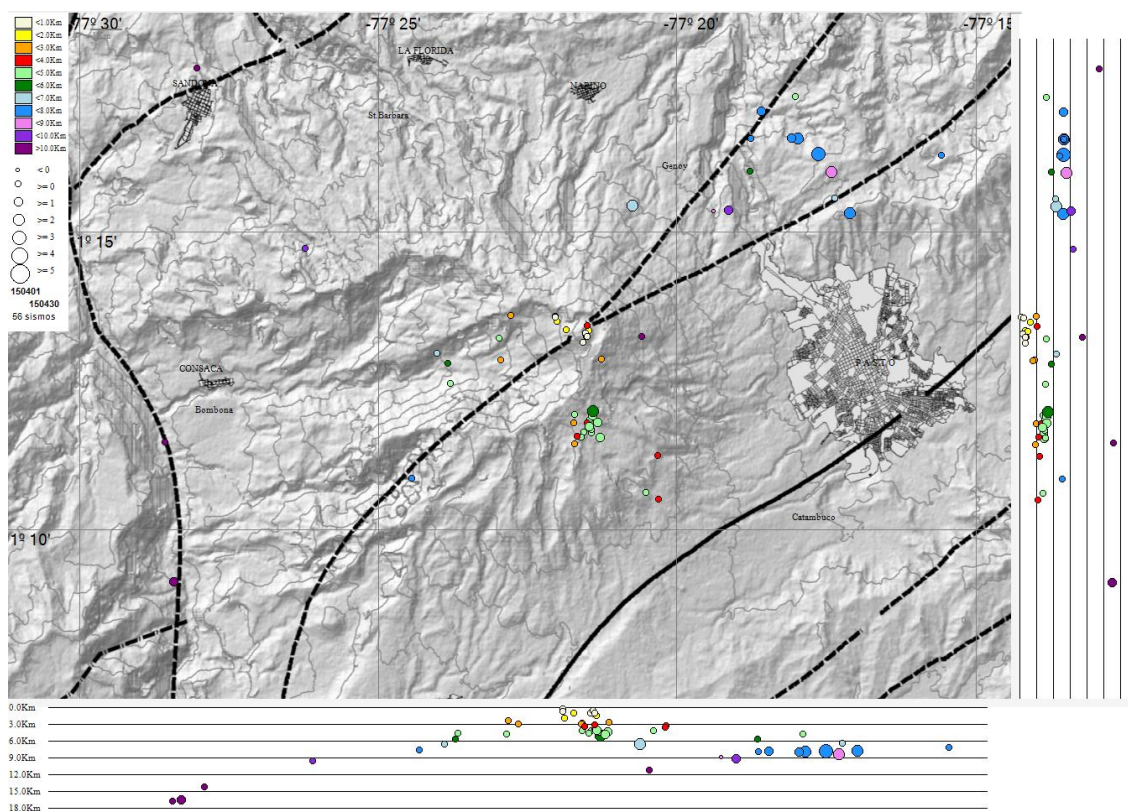 -77º 30'
-77º 25'
-77º 20'
-77º 15'
<1.0Km
<2.0Km
<3.0Km
<4.0Km
<5.0Km
<6.0Km
<7.0Km
<8.0Km
<9.0Km
<10.0Km
>10.0Km
< 0
>= 0
>= 1
>= 2
>= 3
>= 4
>= 5
150401
150430
56 sismos
LA FLORIDA
SANDONA
NARINO
St.Barbara
Genov
1º 15'
CONSACA
Bombona
P A S T O
Catambuco
1º 10'
0.0Km
3.0Km
6.0Km
9.0Km
12.0Km
15.0Km
18.0Km